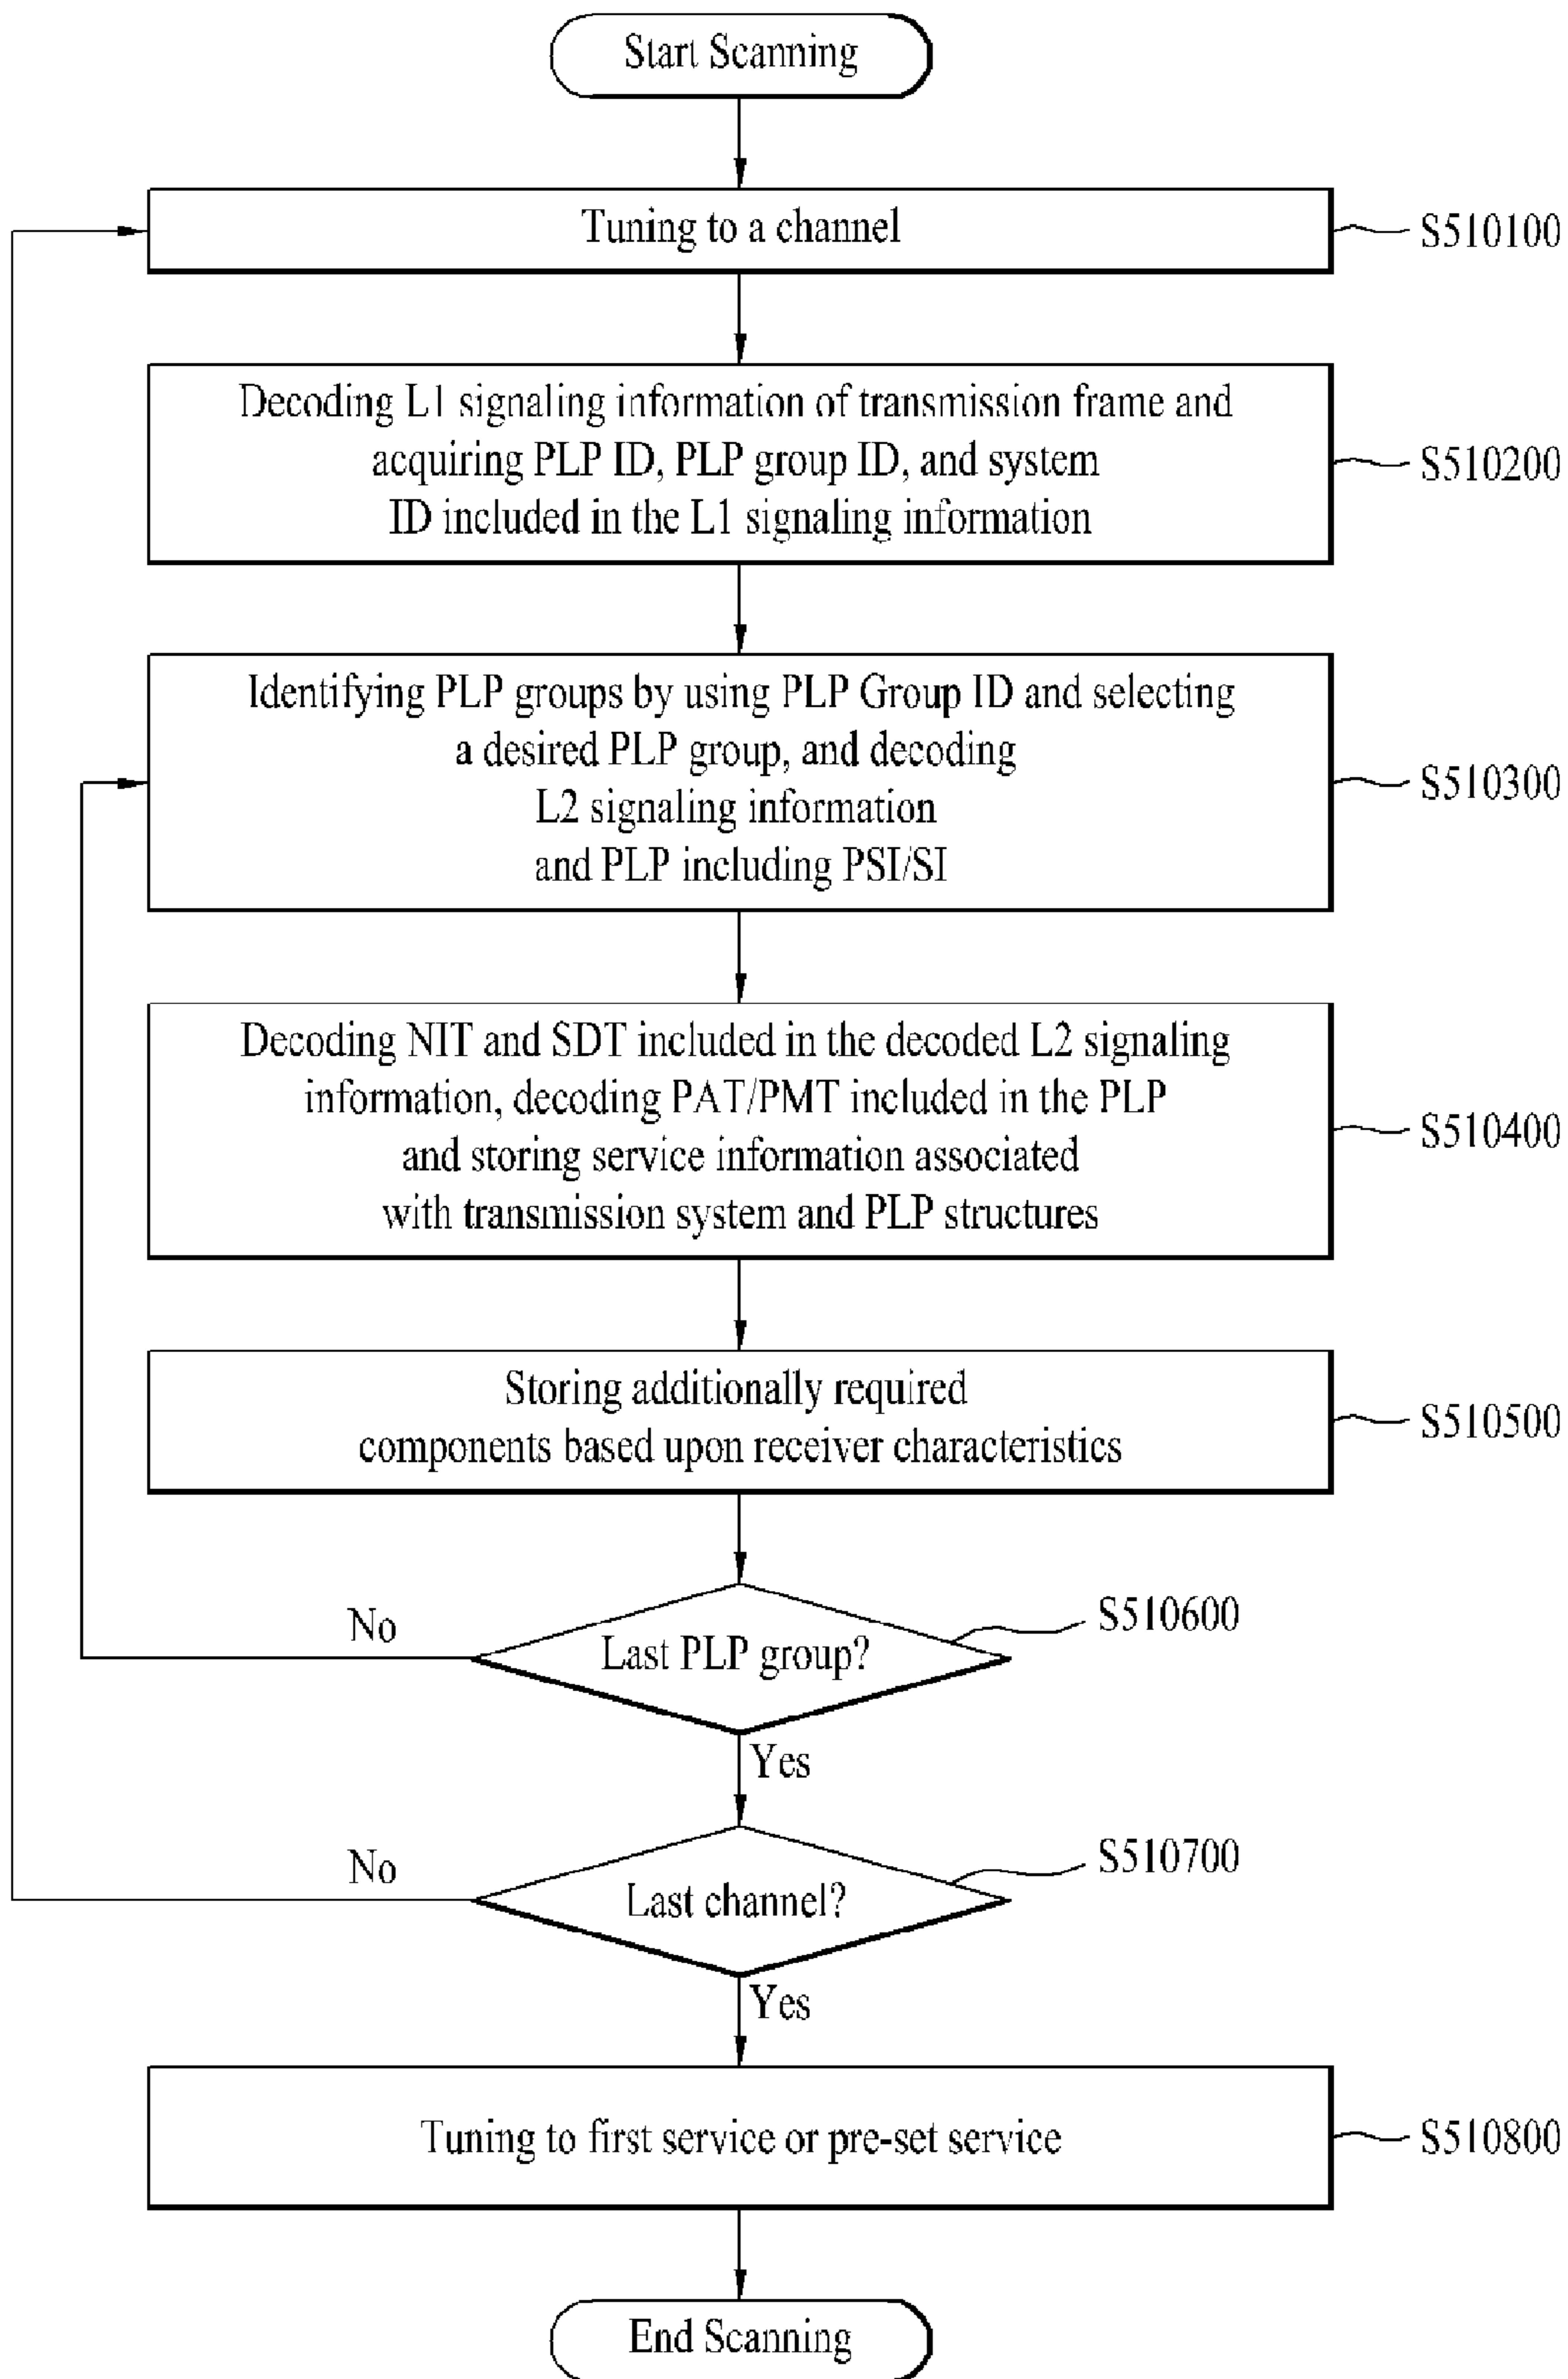 Start Scanning
Tuning to a channel
S510100
Decoding L1 signaling information of transmission frame and
acquiring PLP ID, PLP group ID, and system
ID included in the L1 signaling information
S510200
Identifying PLP groups by using PLP Group ID and selecting
a desired PLP group, and decoding
L2 signaling information
and PLP including PSI/SI
S510300
Decoding NIT and SDT included in the decoded L2 signaling
information, decoding PAT/PMT included in the PLP
and storing service information associated
with transmission system and PLP structures
S510400
Storing additionally required
components based upon receiver characteristics
S510500
No
Last PLP group?
S510600
Yes
No
Last channel?
S510700
Yes
Tuning to first service or pre-set service
S510800
End Scanning